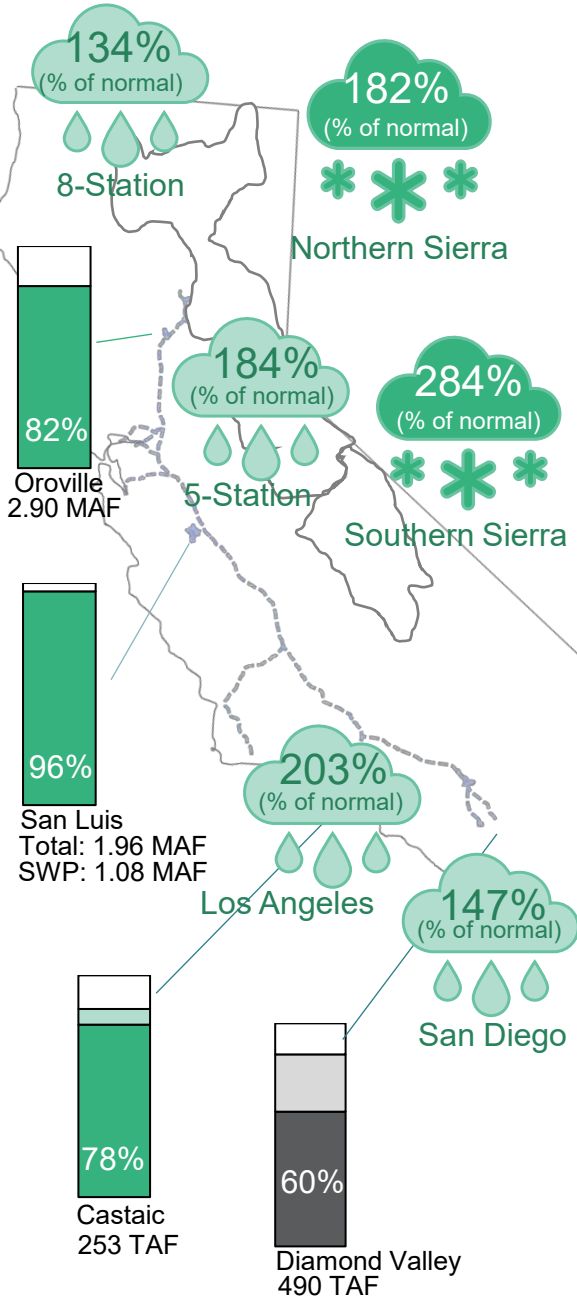 134%
(% of normal)
8-Station
182%
(% of normal)
Northern Sierra
82%
Oroville
2.90 MAF
184%
(% of normal)
5-Station
284%
(% of normal)
Southern Sierra
96%
San Luis
Total: 1.96 MAF
SWP: 1.08 MAF
203%
(% of normal)
Los Angeles
147%
(% of normal)
San Diego
78%
Castaic
253 TAF
60%
Diamond Valley
490 TAF